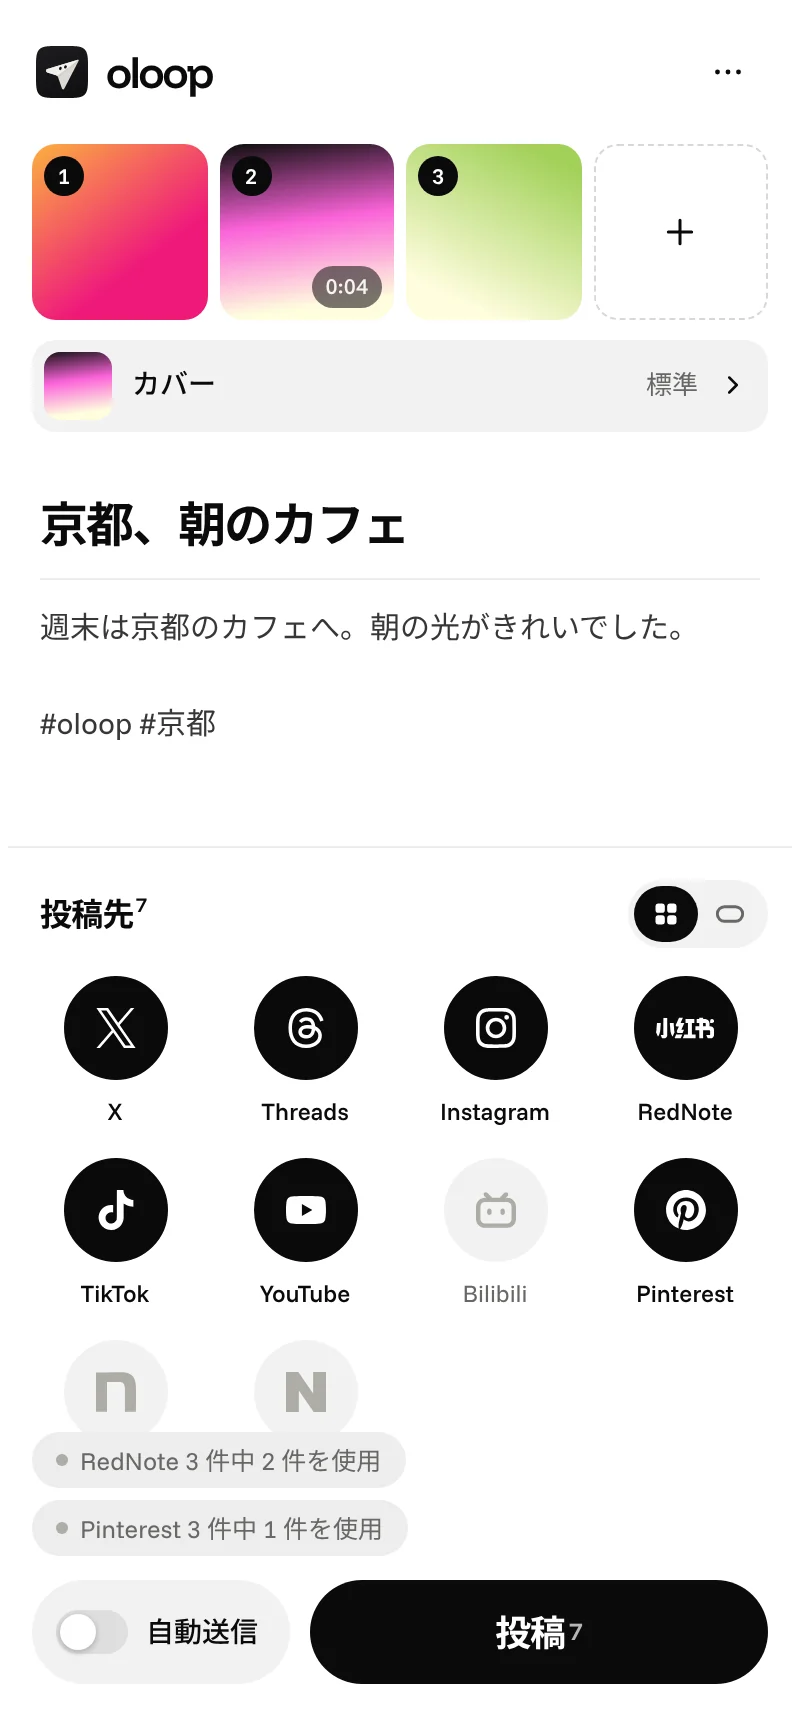 oloop
1
2
3
0:04
カバー
標準
京都、朝のカフェ
週末は京都のカフェへ。朝の光がきれいでした。
#oloop #京都
投稿先7
小红书
X
Threads
Instagram
RedNote
TikTok
YouTube
Bilibili
Pinterest
RedNote 3 件中 2 件を使用
Pinterest 3 件中 1 件を使用
自動送信
投稿7